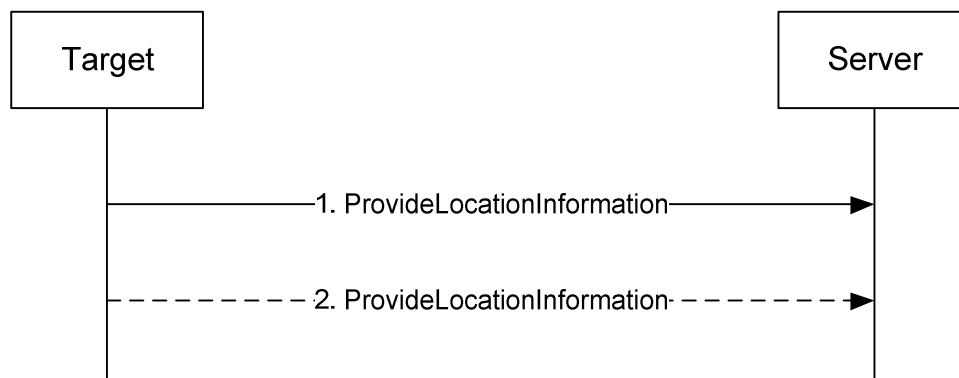 Target
Server
1. ProvideLocationInformation
2. ProvideLocationInformation